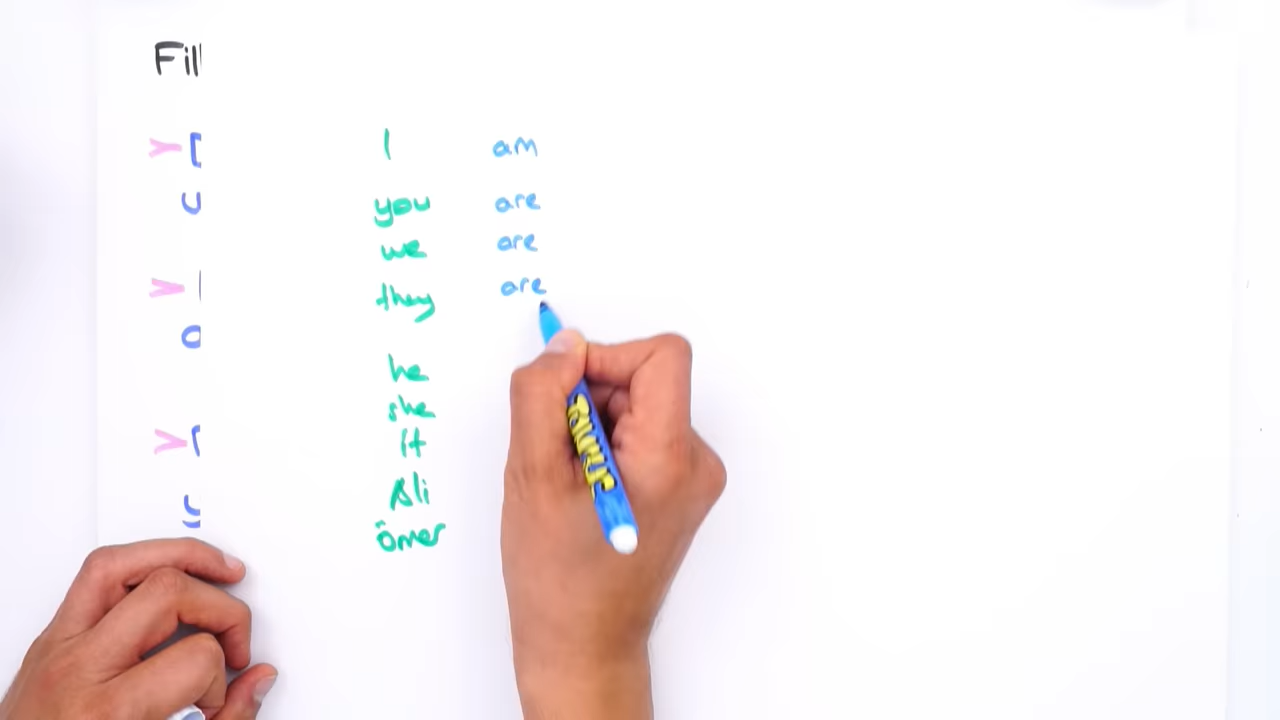 Fil
I am
you are
we are
they are
he
she
it
Ali
ömer